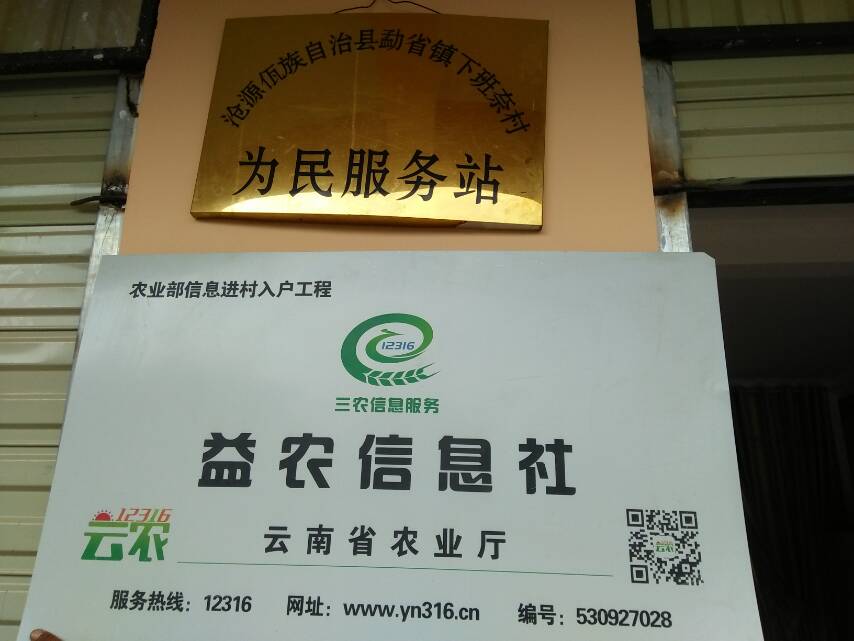 沧源佤族自治县勐省镇下班奈村
为民服务站
农业部信息进村入户工程
12316
三农信息服务
益农信息社
12316
云农
云南省农业厅
服务热线：12316 网址：www.yn316.cn 编号：530927028